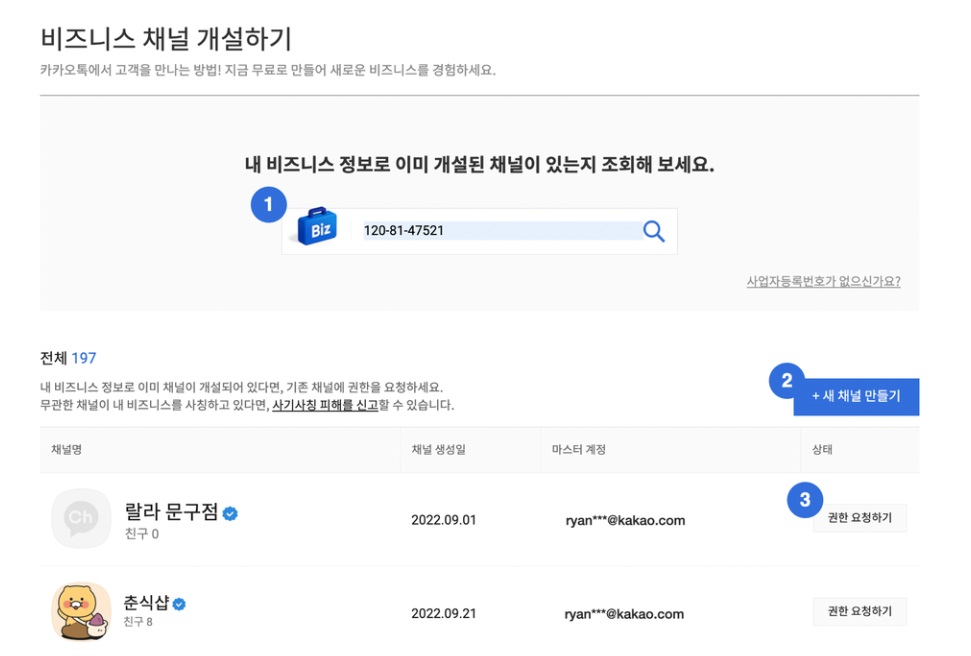 비즈니스 채널 개설하기
카카오톡에서 고객을 만나는 방법! 지금 무료로 만들어 새로운 비즈니스를 경험하세요.
내 비즈니스 정보로 이미 개설된 채널이 있는지 조회해 보세요.
1
Biz 120-81-47521
사업자등록번호가 없으신가요?
전체 197
내 비즈니스 정보로 이미 채널이 개설되어 있다면, 기존 채널에 권한을 요청하세요.
무관한 채널이 내 비즈니스를 사칭하고 있다면, 사기사칭 피해를 신고할 수 있습니다.
2
+ 새 채널 만들기
채널명 채널 생성일 마스터 계정 상태
3
Ch 랄라 문구점 2022.09.01 ryan***@kakao.com 권한 요청하기
친구 0
춘식샵 2022.09.21 ryan***@kakao.com 권한 요청하기
친구 8